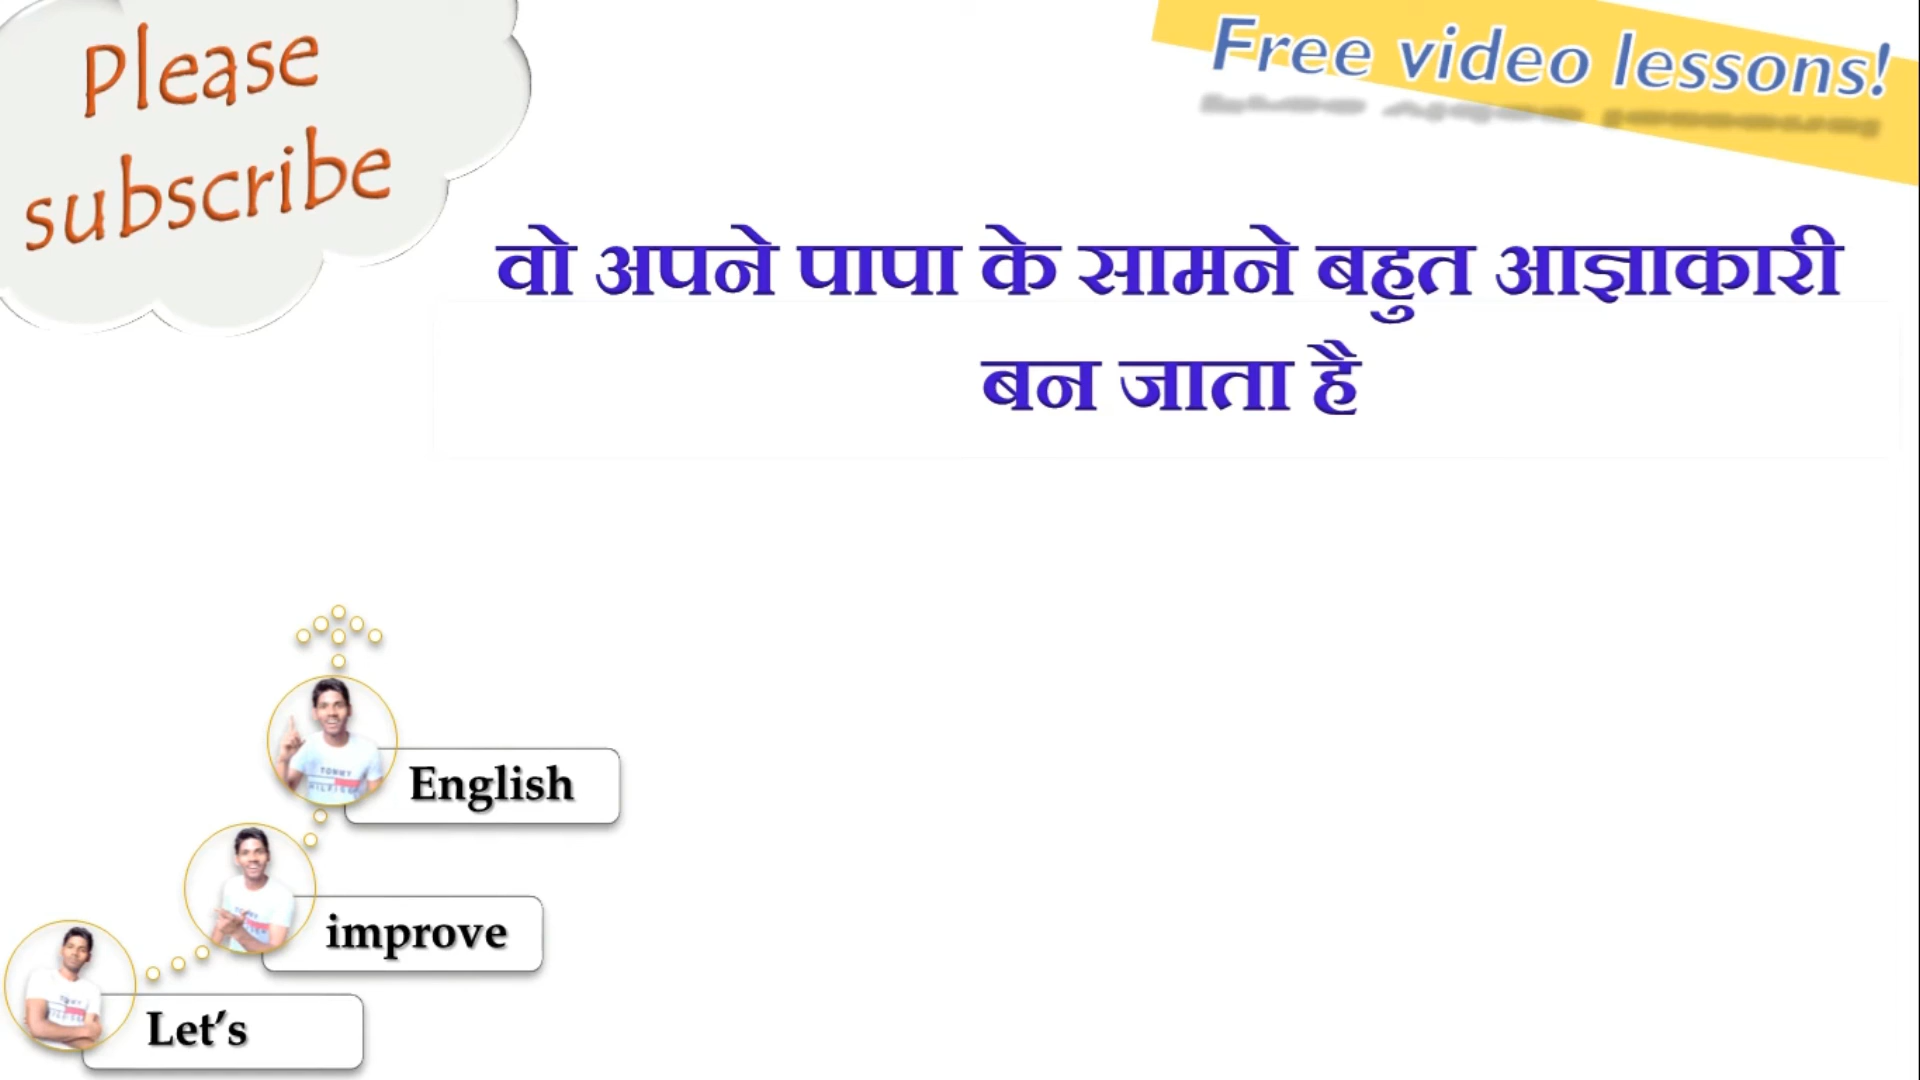 Please
subscribe
Free video lessons!
वो अपने पापा के सामने बहुत आज्ञाकारी
बन जाता है
English
improve
Let's